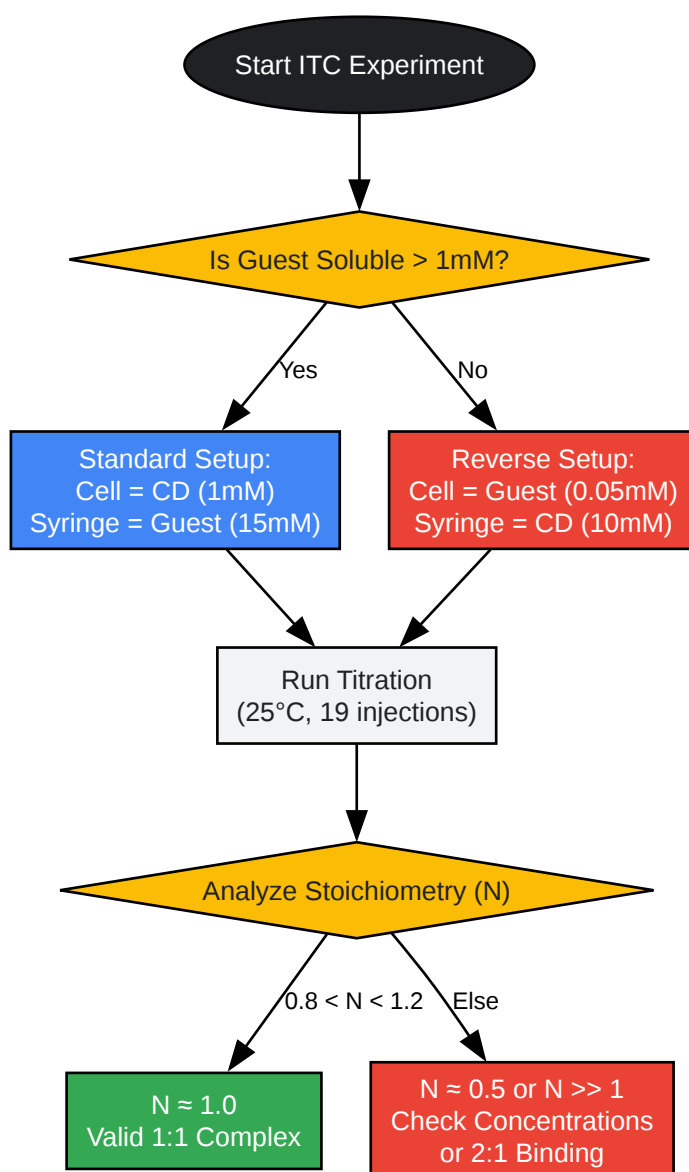 Start ITC Experiment
Is Guest Soluble > 1mM?
Yes
No
Standard Setup:
Cell = CD (1mM)
Syringe = Guest (15mM)
Reverse Setup:
Cell = Guest (0.05mM)
Syringe = CD (10mM)
Run Titration
(25°C, 19 injections)
Analyze Stoichiometry (N)
0.8 < N < 1.2
Else
N ≈ 1.0
Valid 1:1 Complex
N ≈ 0.5 or N >> 1
Check Concentrations
or 2:1 Binding